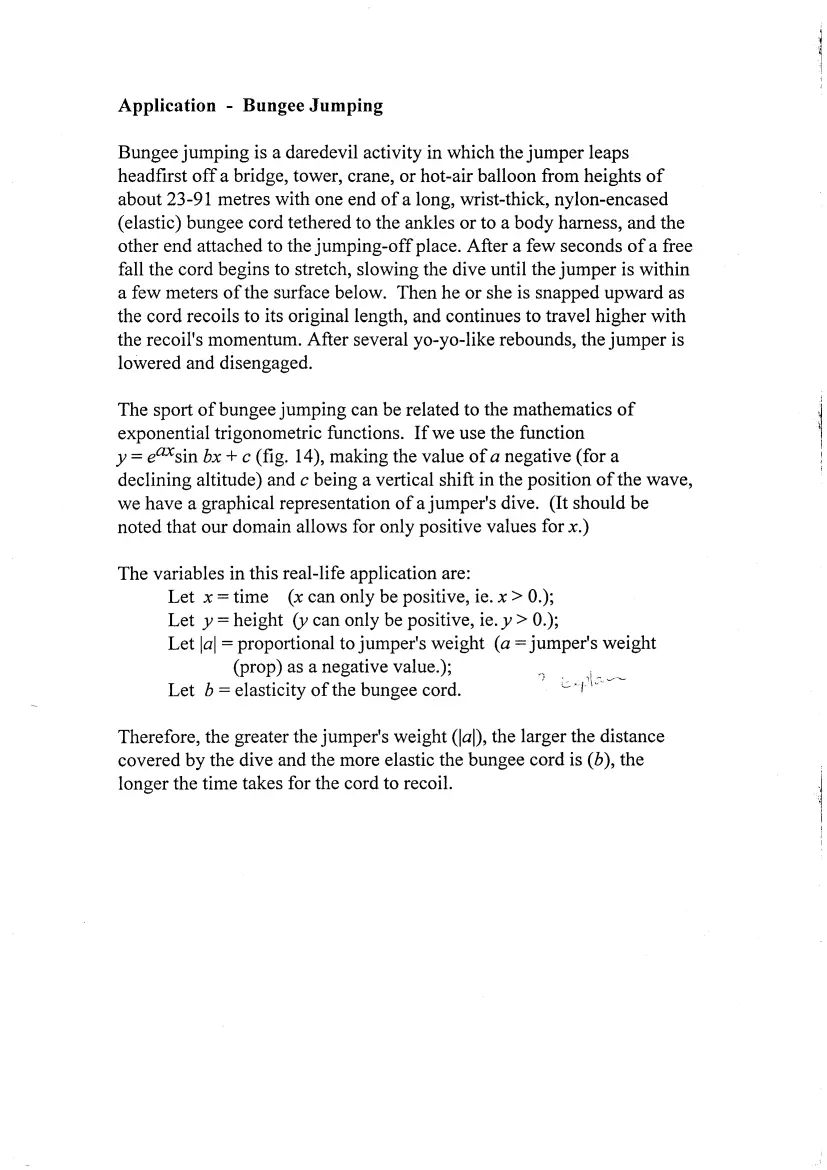 Application - Bungee Jumping
Bungee jumping is a daredevil activity in which the jumper leaps
headfirst off a bridge, tower, crane, or hot-air balloon from heights of
about 23-91 metres with one end of a long, wrist-thick, nylon-encased
(elastic) bungee cord tethered to the ankles or to a body harness, and the
other end attached to the jumping-off place. After a few seconds of a free
fall the cord begins to stretch, slowing the dive until the jumper is within
a few meters of the surface below. Then he or she is snapped upward as
the cord recoils to its original length, and continues to travel higher with
the recoil's momentum. After several yo-yo-like rebounds, the jumper is
lowered and disengaged.
The sport of bungee jumping can be related to the mathematics of
exponential trigonometric functions. If we use the function
y = e^{ax}sin bx + c (fig. 14), making the value of a negative (for a
declining altitude) and c being a vertical shift in the position of the wave,
we have a graphical representation of a jumper's dive. (It should be
noted that our domain allows for only positive values for x.)
The variables in this real-life application are:
Let x = time (x can only be positive, ie. x > 0.);
Let y = height (y can only be positive, ie. y > 0.);
Let |a| = proportional to jumper's weight (a = jumper's weight
(prop) as a negative value.);
Let b = elasticity of the bungee cord. ? explain
Therefore, the greater the jumper's weight (|a|), the larger the distance
covered by the dive and the more elastic the bungee cord is (b), the
longer the time takes for the cord to recoil.